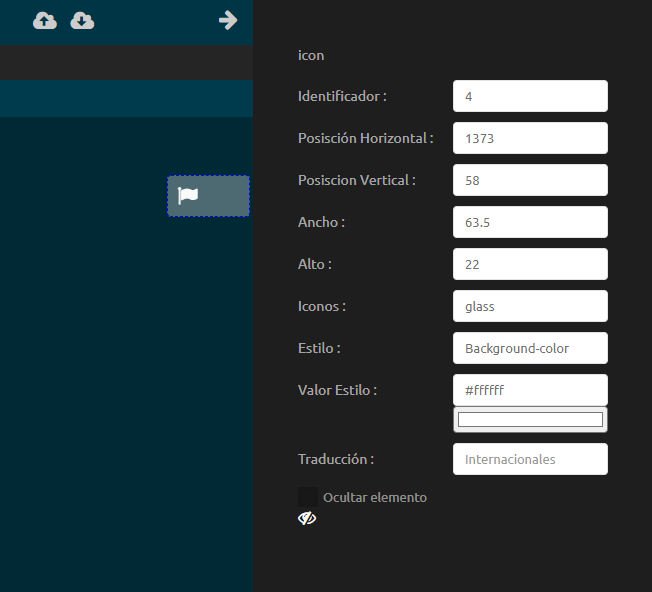 icon
Identificador : 4
Posisción Horizontal : 1373
Posiscion Vertical : 58
Ancho : 63.5
Alto : 22
Iconos : glass
Estilo : Background-color
Valor Estilo : #ffffff
Traducción : Internacionales
Ocultar elemento